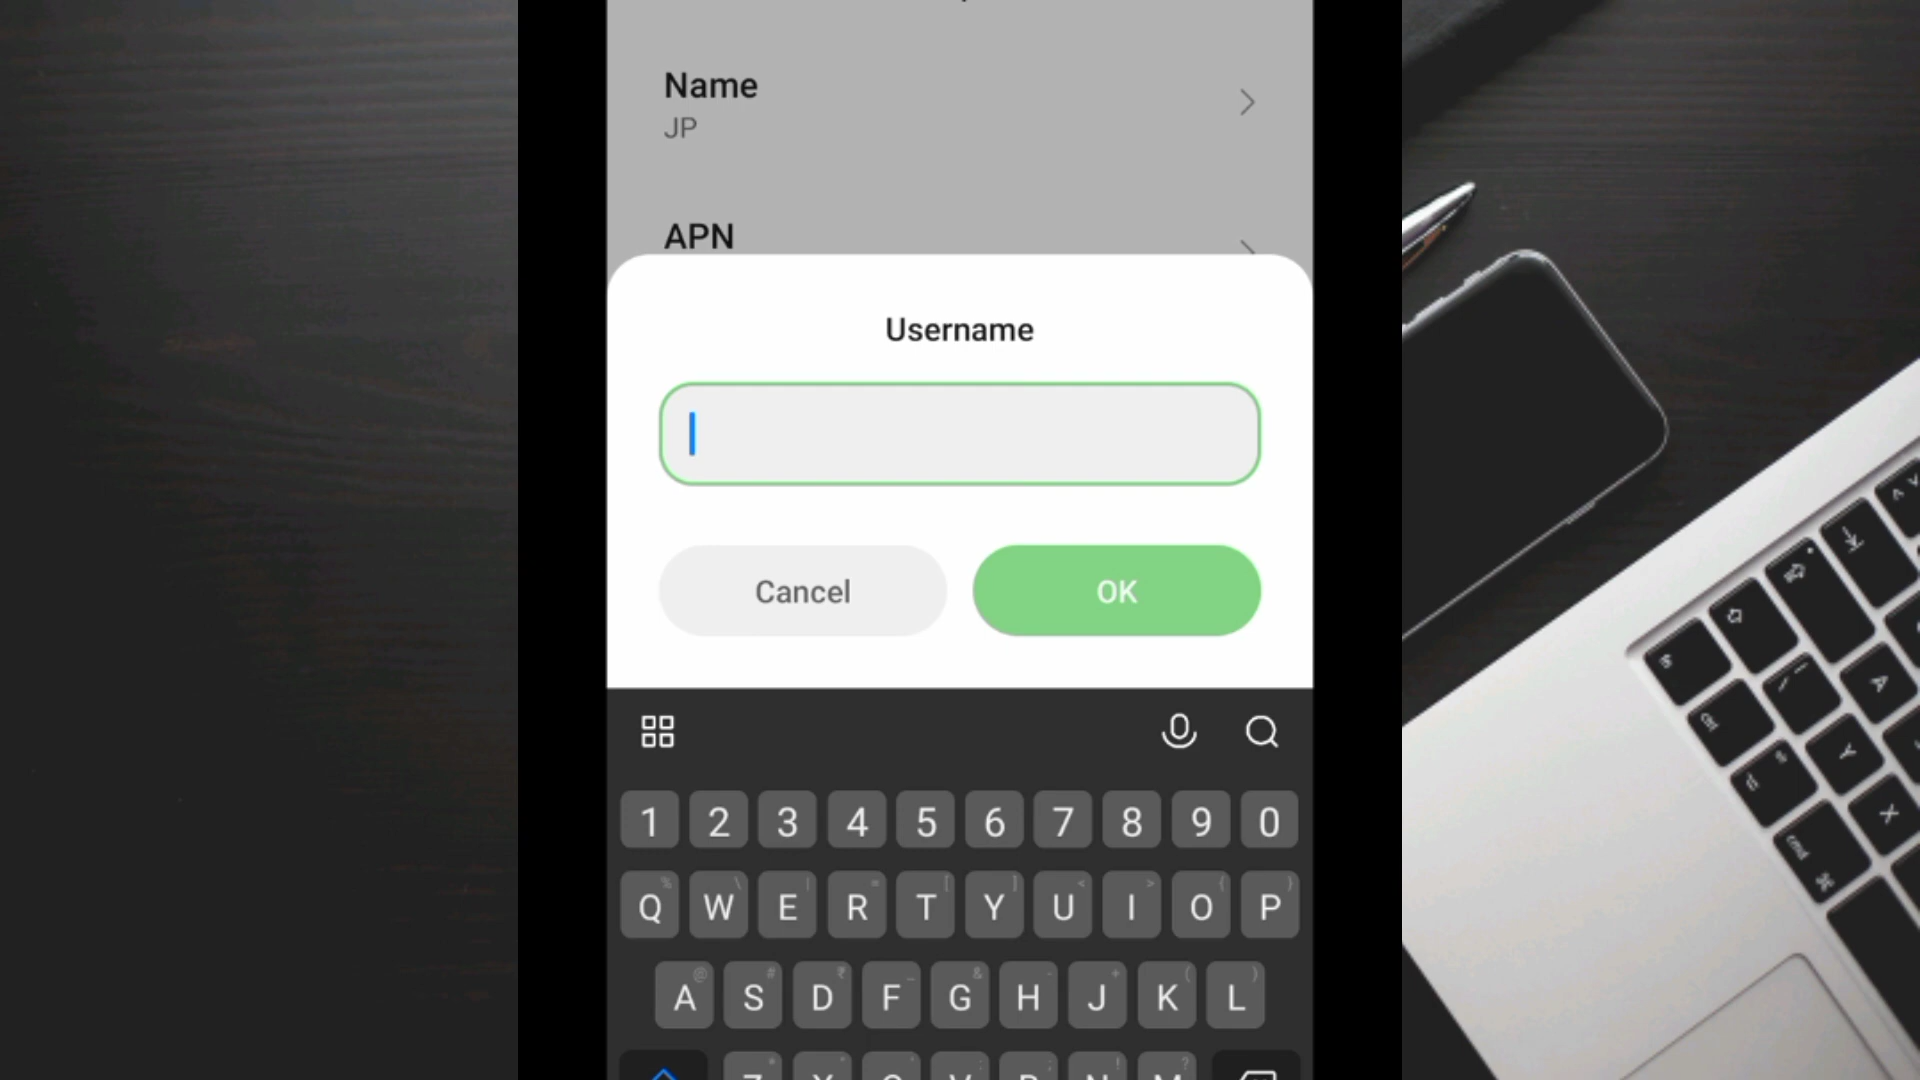 Name
JP
APN
Username
Cancel
OK
1 2 3 4 5 6 7 8 9 0
Q W E R T Y U I O P
A S D F G H J K L